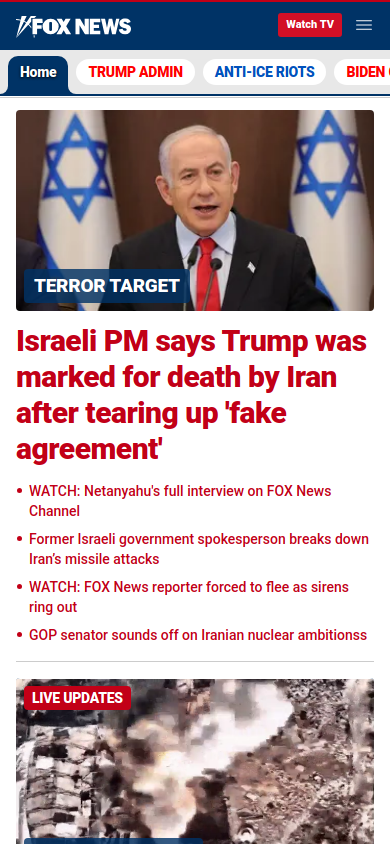 FOX NEWS
Watch TV
Home
TRUMP ADMIN
ANTI-ICE RIOTS
BIDEN
TERROR TARGET
Israeli PM says Trump was
marked for death by Iran
after tearing up 'fake
agreement'
• WATCH: Netanyahu's full interview on FOX News
Channel
• Former Israeli government spokesperson breaks down
Iran's missile attacks
• WATCH: FOX News reporter forced to flee as sirens
ring out
• GOP senator sounds off on Iranian nuclear ambitionss
LIVE UPDATES